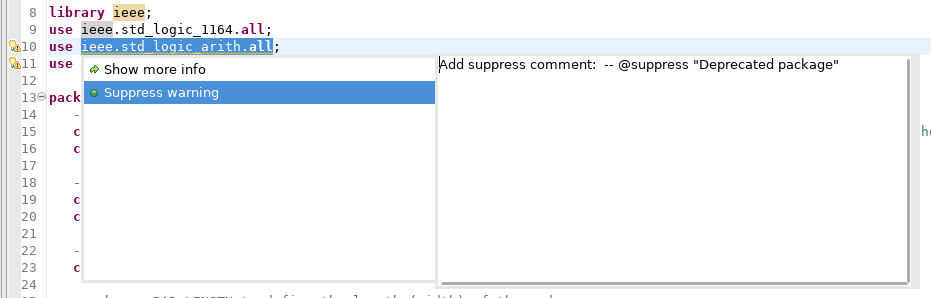 8 library ieee;
9 use ieee.std_logic_1164.all;
10 use ieee.std_logic_arith.all;
11 use
Show more info
Suppress warning
Add suppress comment: -- @suppress "Deprecated package"
12
13 pack
14 -
15 c
16 c
17
18 -
19 c
20 c
21
22 -
23 c
24